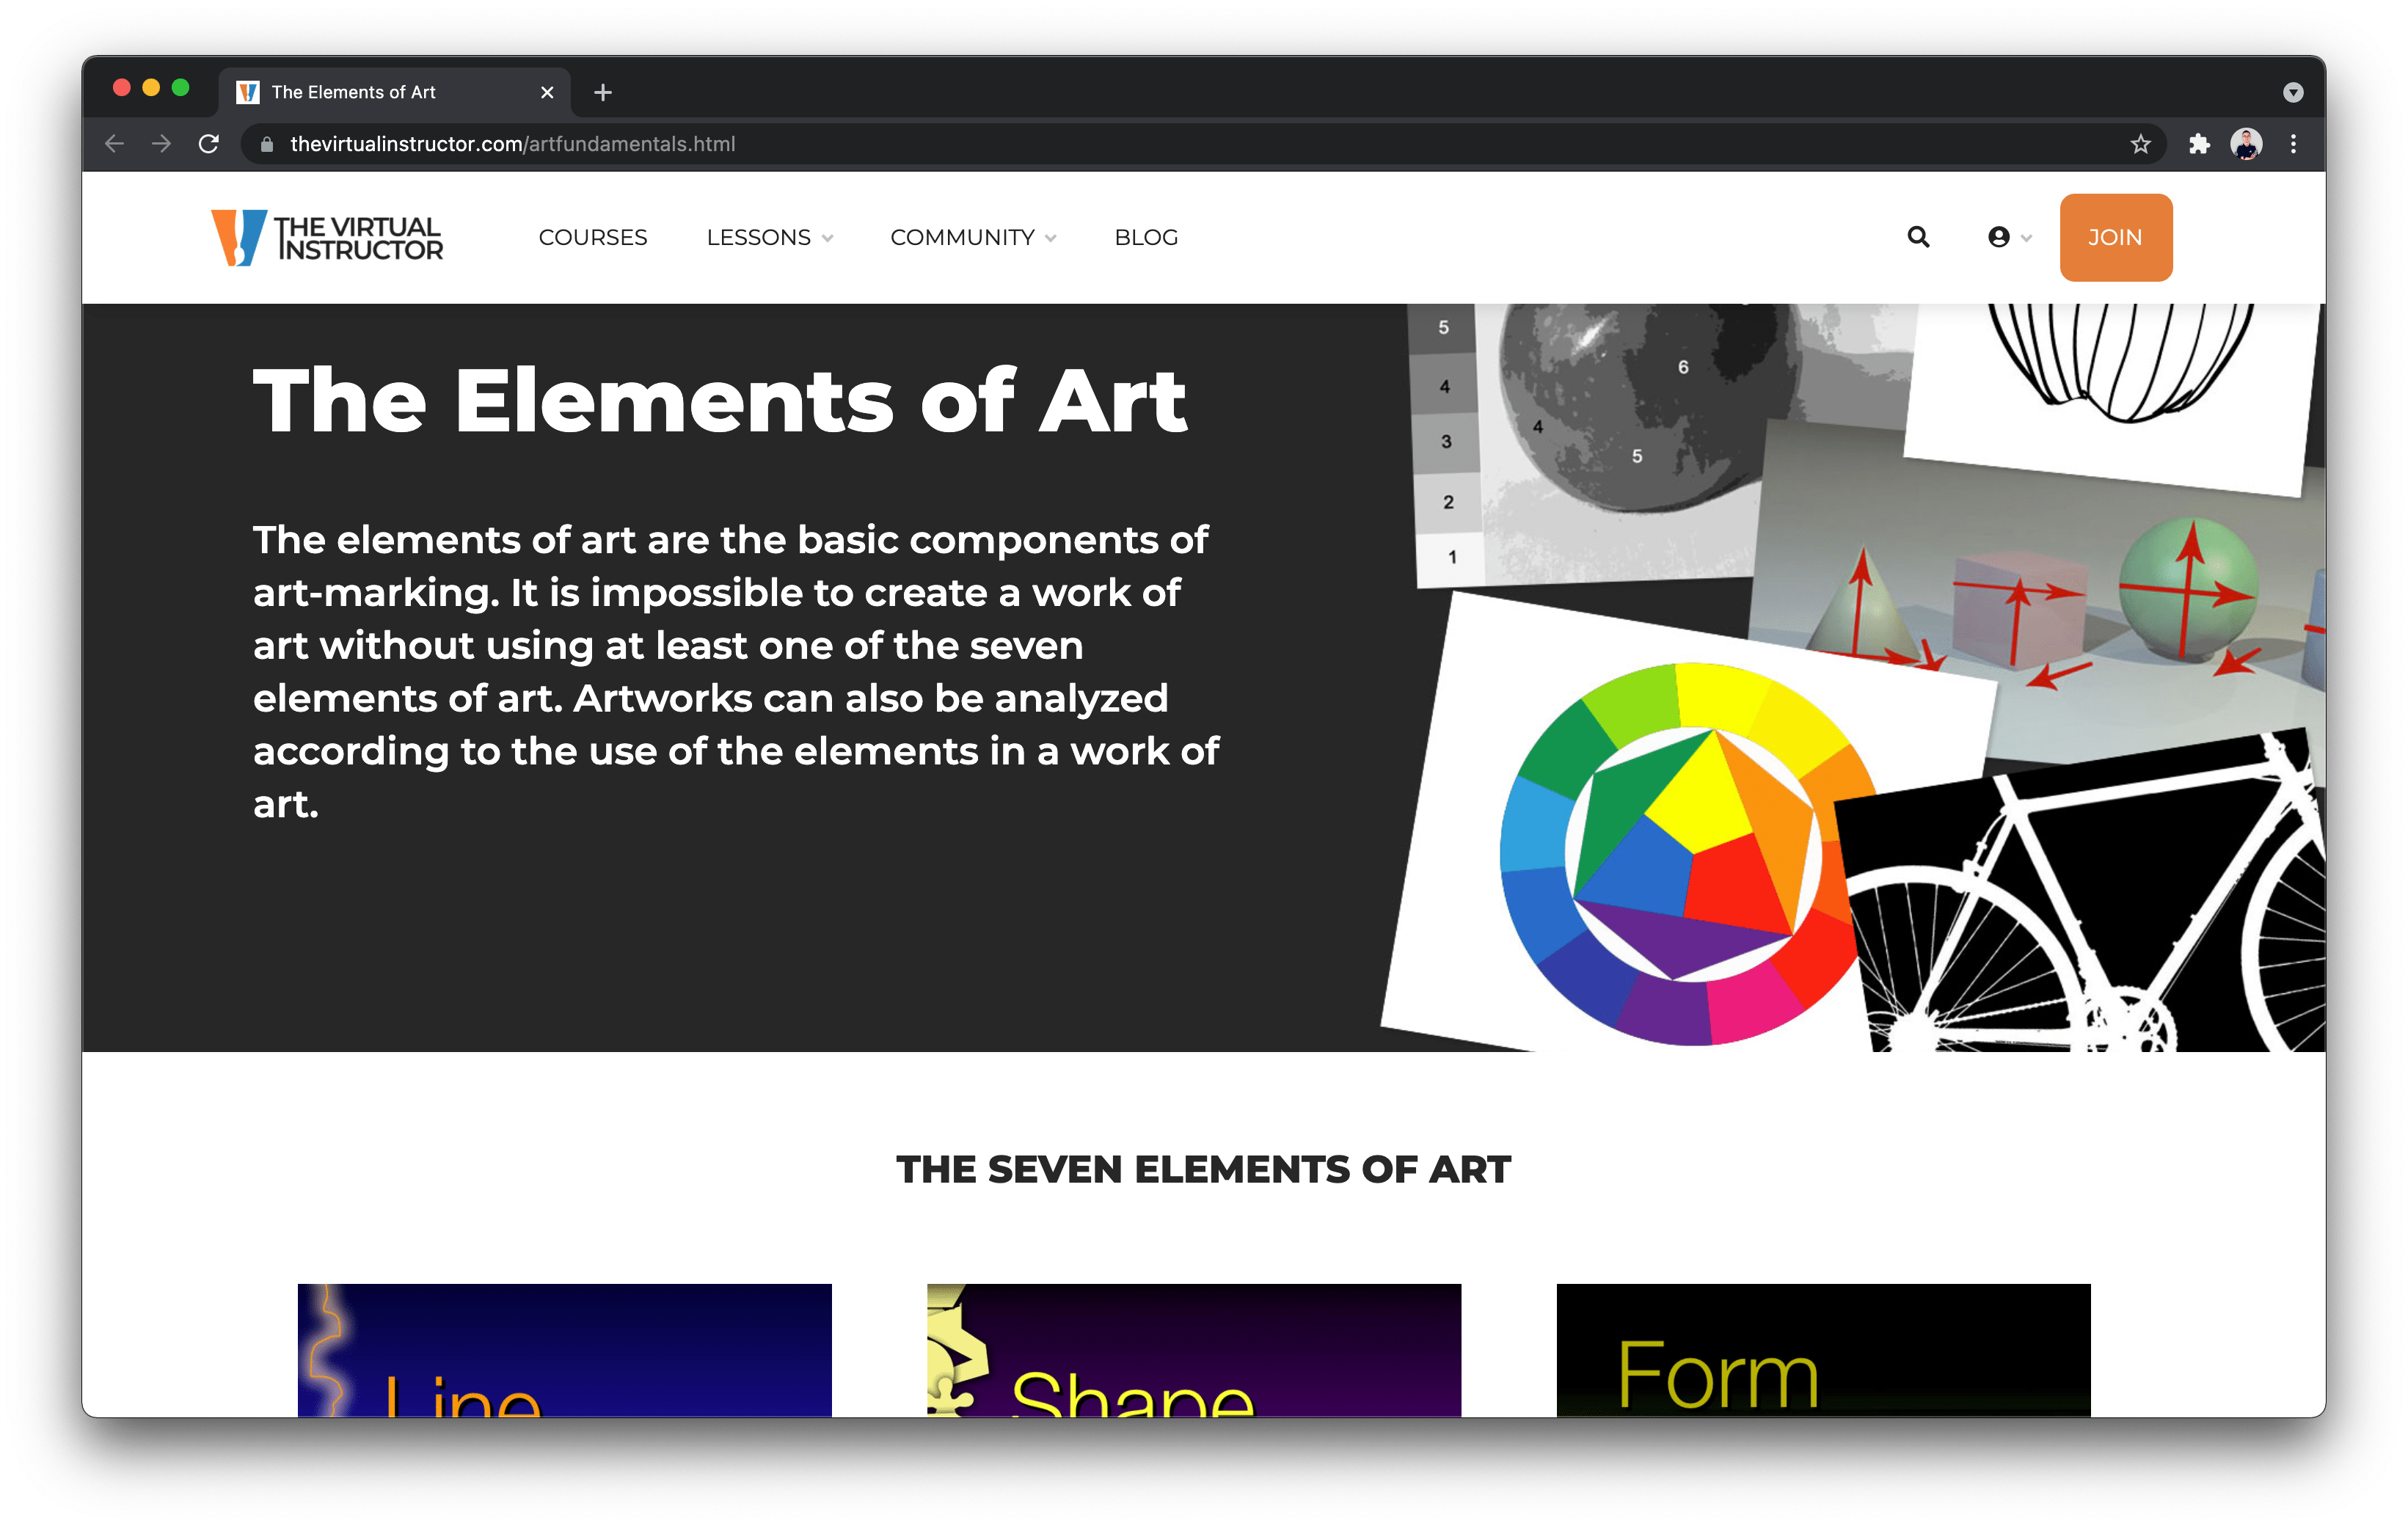 The Elements of Art
thevirtualinstructor.com/artfundamentals.html
THE VIRTUAL
INSTRUCTOR
COURSES
LESSONS
COMMUNITY
BLOG
JOIN
The Elements of Art
The elements of art are the basic components of
art-marking. It is impossible to create a work of
art without using at least one of the seven
elements of art. Artworks can also be analyzed
according to the use of the elements in a work of
art.
5
4
3
2
1
6
4
5
THE SEVEN ELEMENTS OF ART
Line
Shape
Form